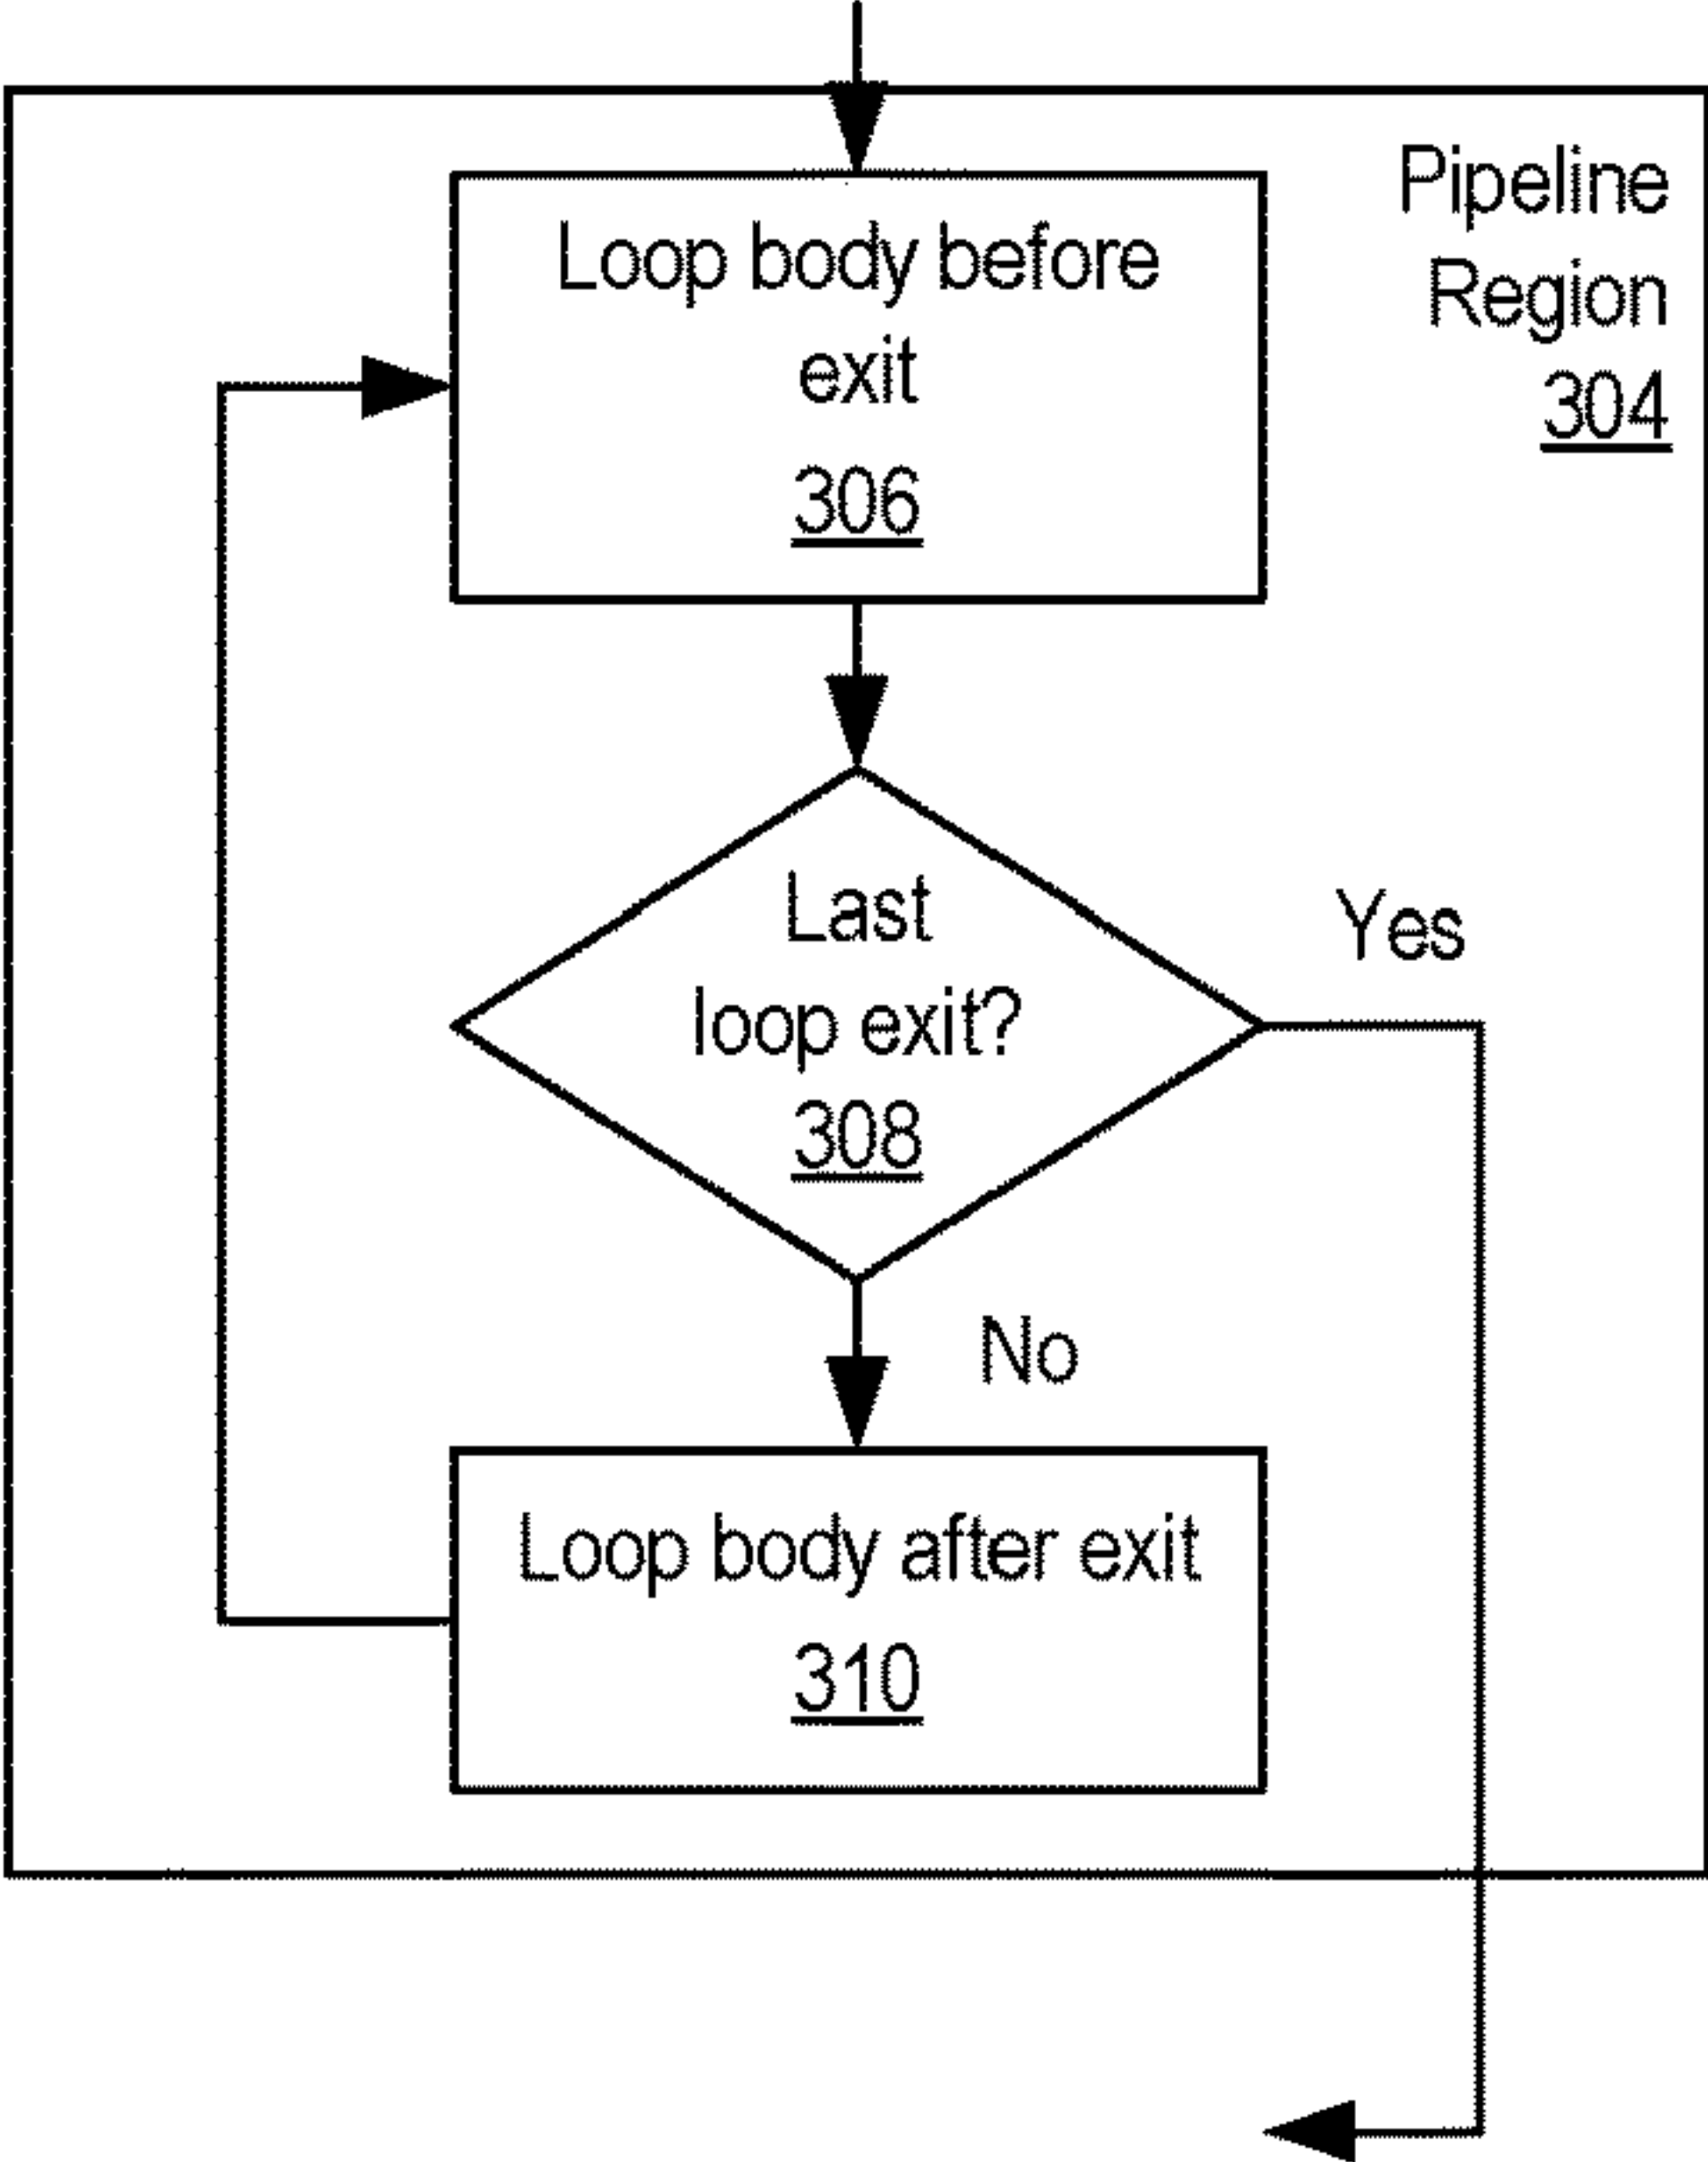 Pipeline
Region
304
Loop body before
exit
306
Last
loop exit?
308
Yes
No
Loop body after exit
310